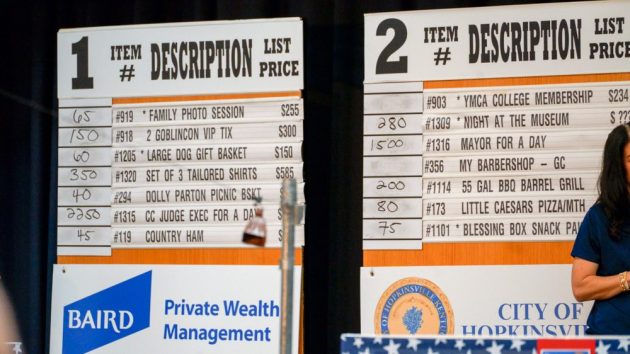 1 ITEM # DESCRIPTION LIST PRICE
65 #919 * FAMILY PHOTO SESSION $255
150 #918 * 2 GOBLINCON VIP TIX $300
60 #1205 * LARGE DOG GIFT BASKET $150
350 #1320 SET OF 3 TAILORED SHIRTS $585
40 #294 DOLLY PARTON PICNIC BSKT
2250 #1315 CC JUDGE EXEC FOR A DAY
45 #119 COUNTRY HAM
BAIRD
Private Wealth
Management
2 ITEM # DESCRIPTION LIST PRICE
#903 * YMCA COLLEGE MEMBERSHIP $234
280 #1309 * NIGHT AT THE MUSEUM
1500 #1316 MAYOR FOR A DAY
#356 MY BARBERSHOP - GC
200 #1114 55 GAL BBQ BARREL GRILL
80 #173 LITTLE CAESARS PIZZA/MTH
75 #1101 * BLESSING BOX SNACK PA
CITY OF
HOPKINSVI